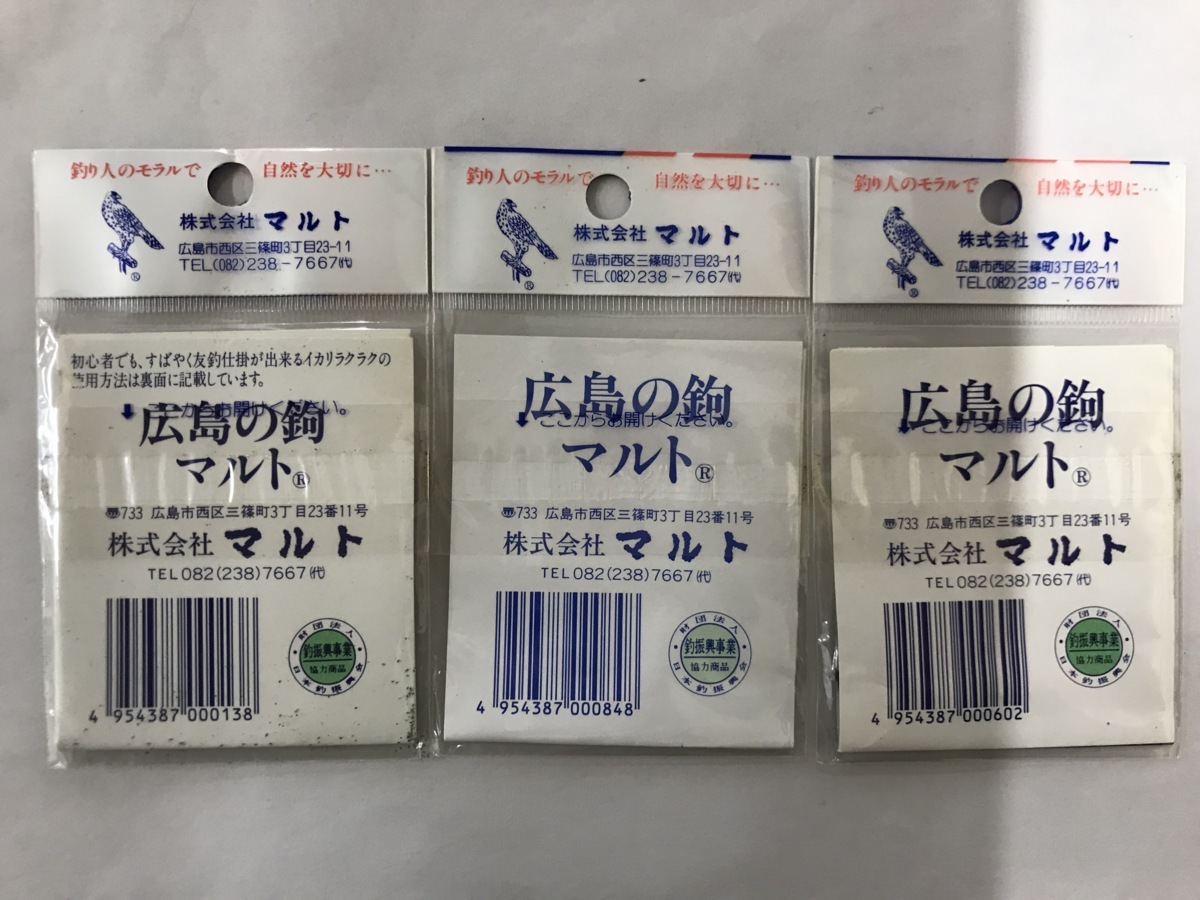 釣り人のモラルで 自然を大切に…
株式会社 マルト
広島市西区三篠町3丁目23-11
TEL(082)238-7667㈹
®
初心者でも、すばやく友釣仕掛が出来るイカリラクラクの
使用方法は裏面に記載しています。
⬇ ここからお開けください。
広島の鉤
マルト®
〠733 広島市西区三篠町3丁目23番11号
株式会社 マルト
TEL 082(238)7667㈹
財団法人
釣振興事業
協力商品
日本釣振興会
4 954387 000138
釣り人のモラルで 自然を大切に…
株式会社 マルト
広島市西区三篠町3丁目23-11
TEL(082)238-7667㈹
®
広島の鉤
⬇ ここからお開けください。
マルト®
〠733 広島市西区三篠町3丁目23番11号
株式会社 マルト
TEL 082(238)7667㈹
財団法人
釣振興事業
協力商品
日本釣振興会
4 954387 000848
釣り人のモラルで 自然を大切に…
株式会社 マルト
広島市西区三篠町3丁目23-11
TEL(082)238-7667㈹
®
広島の鉤
⬇ ここからお開けください。
マルト®
〠733 広島市西区三篠町3丁目23番11号
株式会社 マルト
TEL 082(238)7667㈹
財団法人
釣振興事業
協力商品
日本釣振興会
4 954387 000602